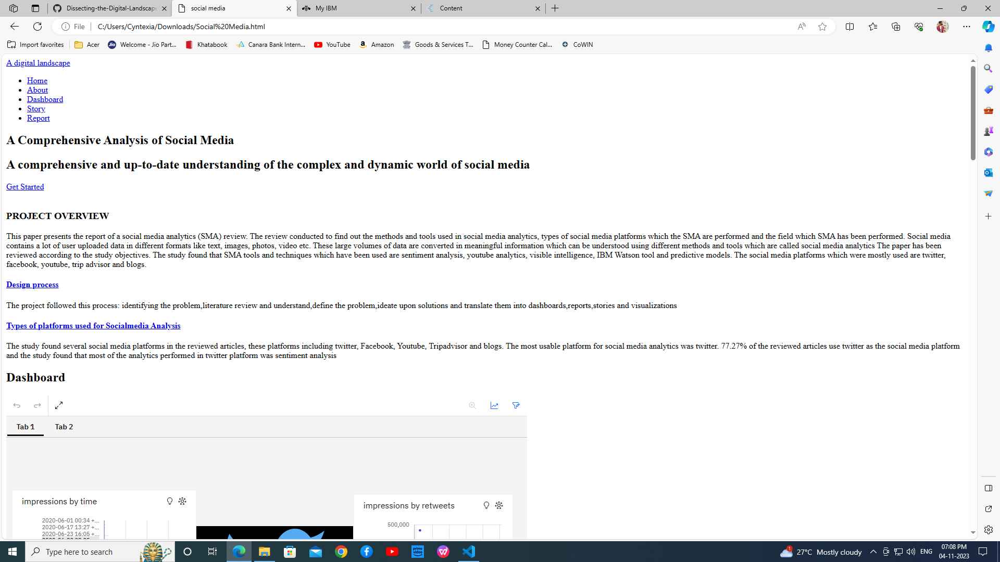 Dissecting-the-Digital-Landscape
social media
My IBM
Content
File
C:/Users/Cyntexia/Downloads/Social%20Media.html
Import favorites
Acer
Welcome - Jio Part...
Khatabook
Canara Bank Intern...
YouTube
Amazon
Goods & Services T...
Money Counter Cal...
CoWIN
A digital landscape
Home
About
Dashboard
Story
Report
A Comprehensive Analysis of Social Media
A comprehensive and up-to-date understanding of the complex and dynamic world of social media
Get Started
PROJECT OVERVIEW
This paper presents the report of a social media analytics (SMA) review. The review conducted to find out the methods and tools used in social media analytics, types of social media platforms which the SMA are performed and the field which SMA has been performed. Social media
contains a lot of user uploaded data in different formats like text, images, photos, video etc. These large volumes of data are converted in meaningful information which can be understood using different methods and tools which are called social media analytics The paper has been
reviewed according to the study objectives. The study found that SMA tools and techniques which have been used are sentiment analysis, youtube analytics, visible intelligence, IBM Watson tool and predictive models. The social media platforms which were mostly used are twitter,
facebook, youtube, trip advisor and blogs.
Design process
The project followed this process: identifying the problem,literature review and understand,define the problem,ideate upon solutions and translate them into dashboards,reports,stories and visualizations
Types of platforms used for Socialmedia Analysis
The study found several social media platforms in the reviewed articles, these platforms including twitter, Facebook, Youtube, Tripadvisor and blogs. The most usable platform for social media analytics was twitter. 77.27% of the reviewed articles use twitter as the social media platform
and the study found that most of the analytics performed in twitter platform was sentiment analysis
Dashboard
Tab 1
Tab 2
impressions by time
2020-06-01 00:34 +...
2020-06-17 13:27 +...
2020-06-23 16:05 +...
impressions by retweets
500,000
Type here to search
1
27°C Mostly cloudy
ENG
07:08 PM
04-11-2023